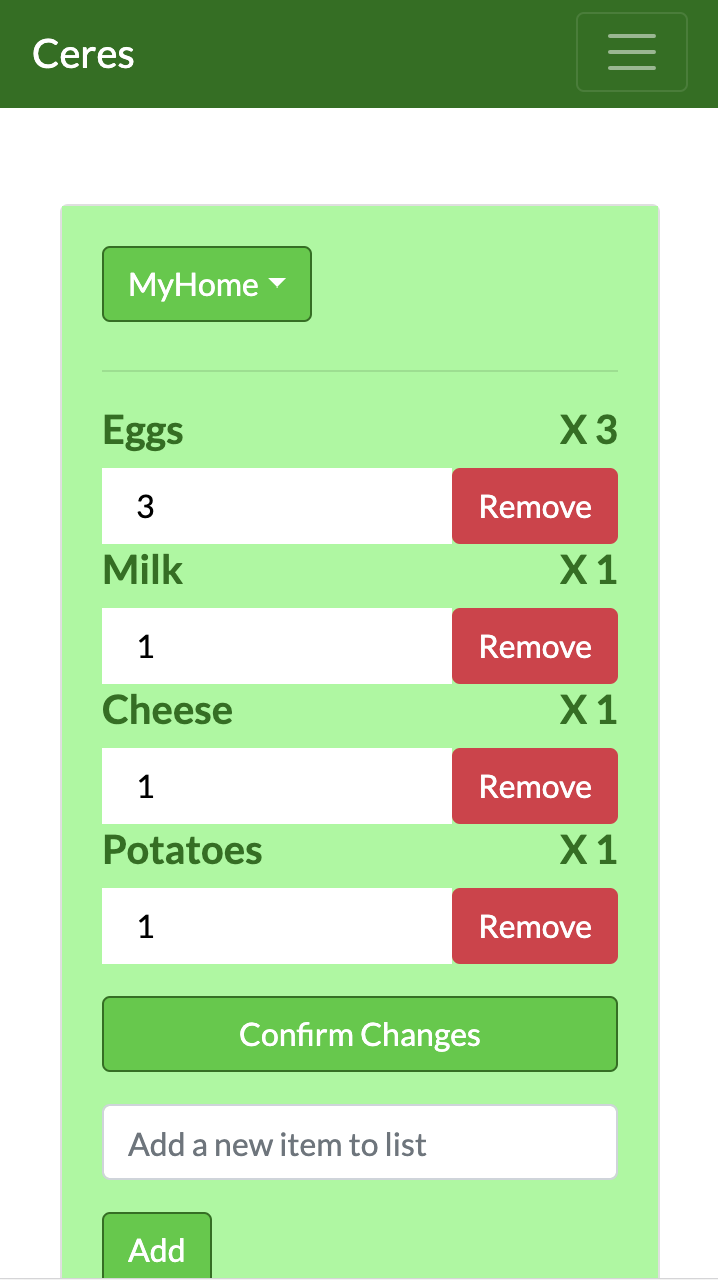 Ceres
MyHome
Eggs X 3
3 Remove
Milk X 1
1 Remove
Cheese X 1
1 Remove
Potatoes X 1
1 Remove
Confirm Changes
Add a new item to list
Add